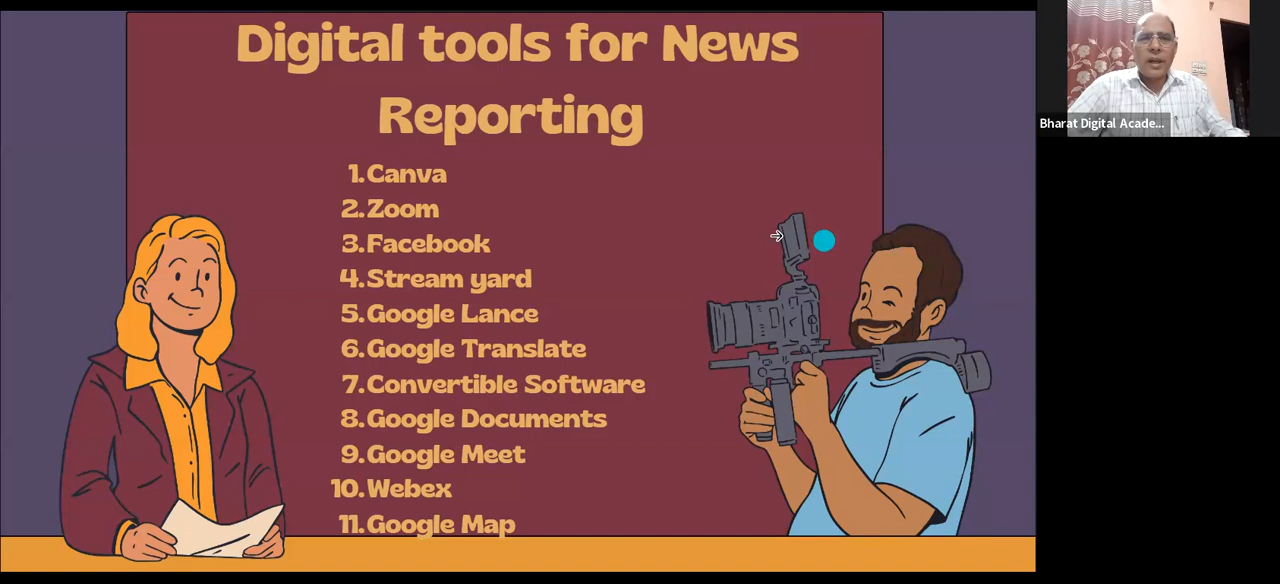 Digital tools for News
Reporting
1. Canva
2. Zoom
3. Facebook
4. Stream yard
5. Google Lance
6. Google Translate
7. Convertible Software
8. Google Documents
9. Google Meet
10. Webex
11. Google Map
Bharat Digital Acade...